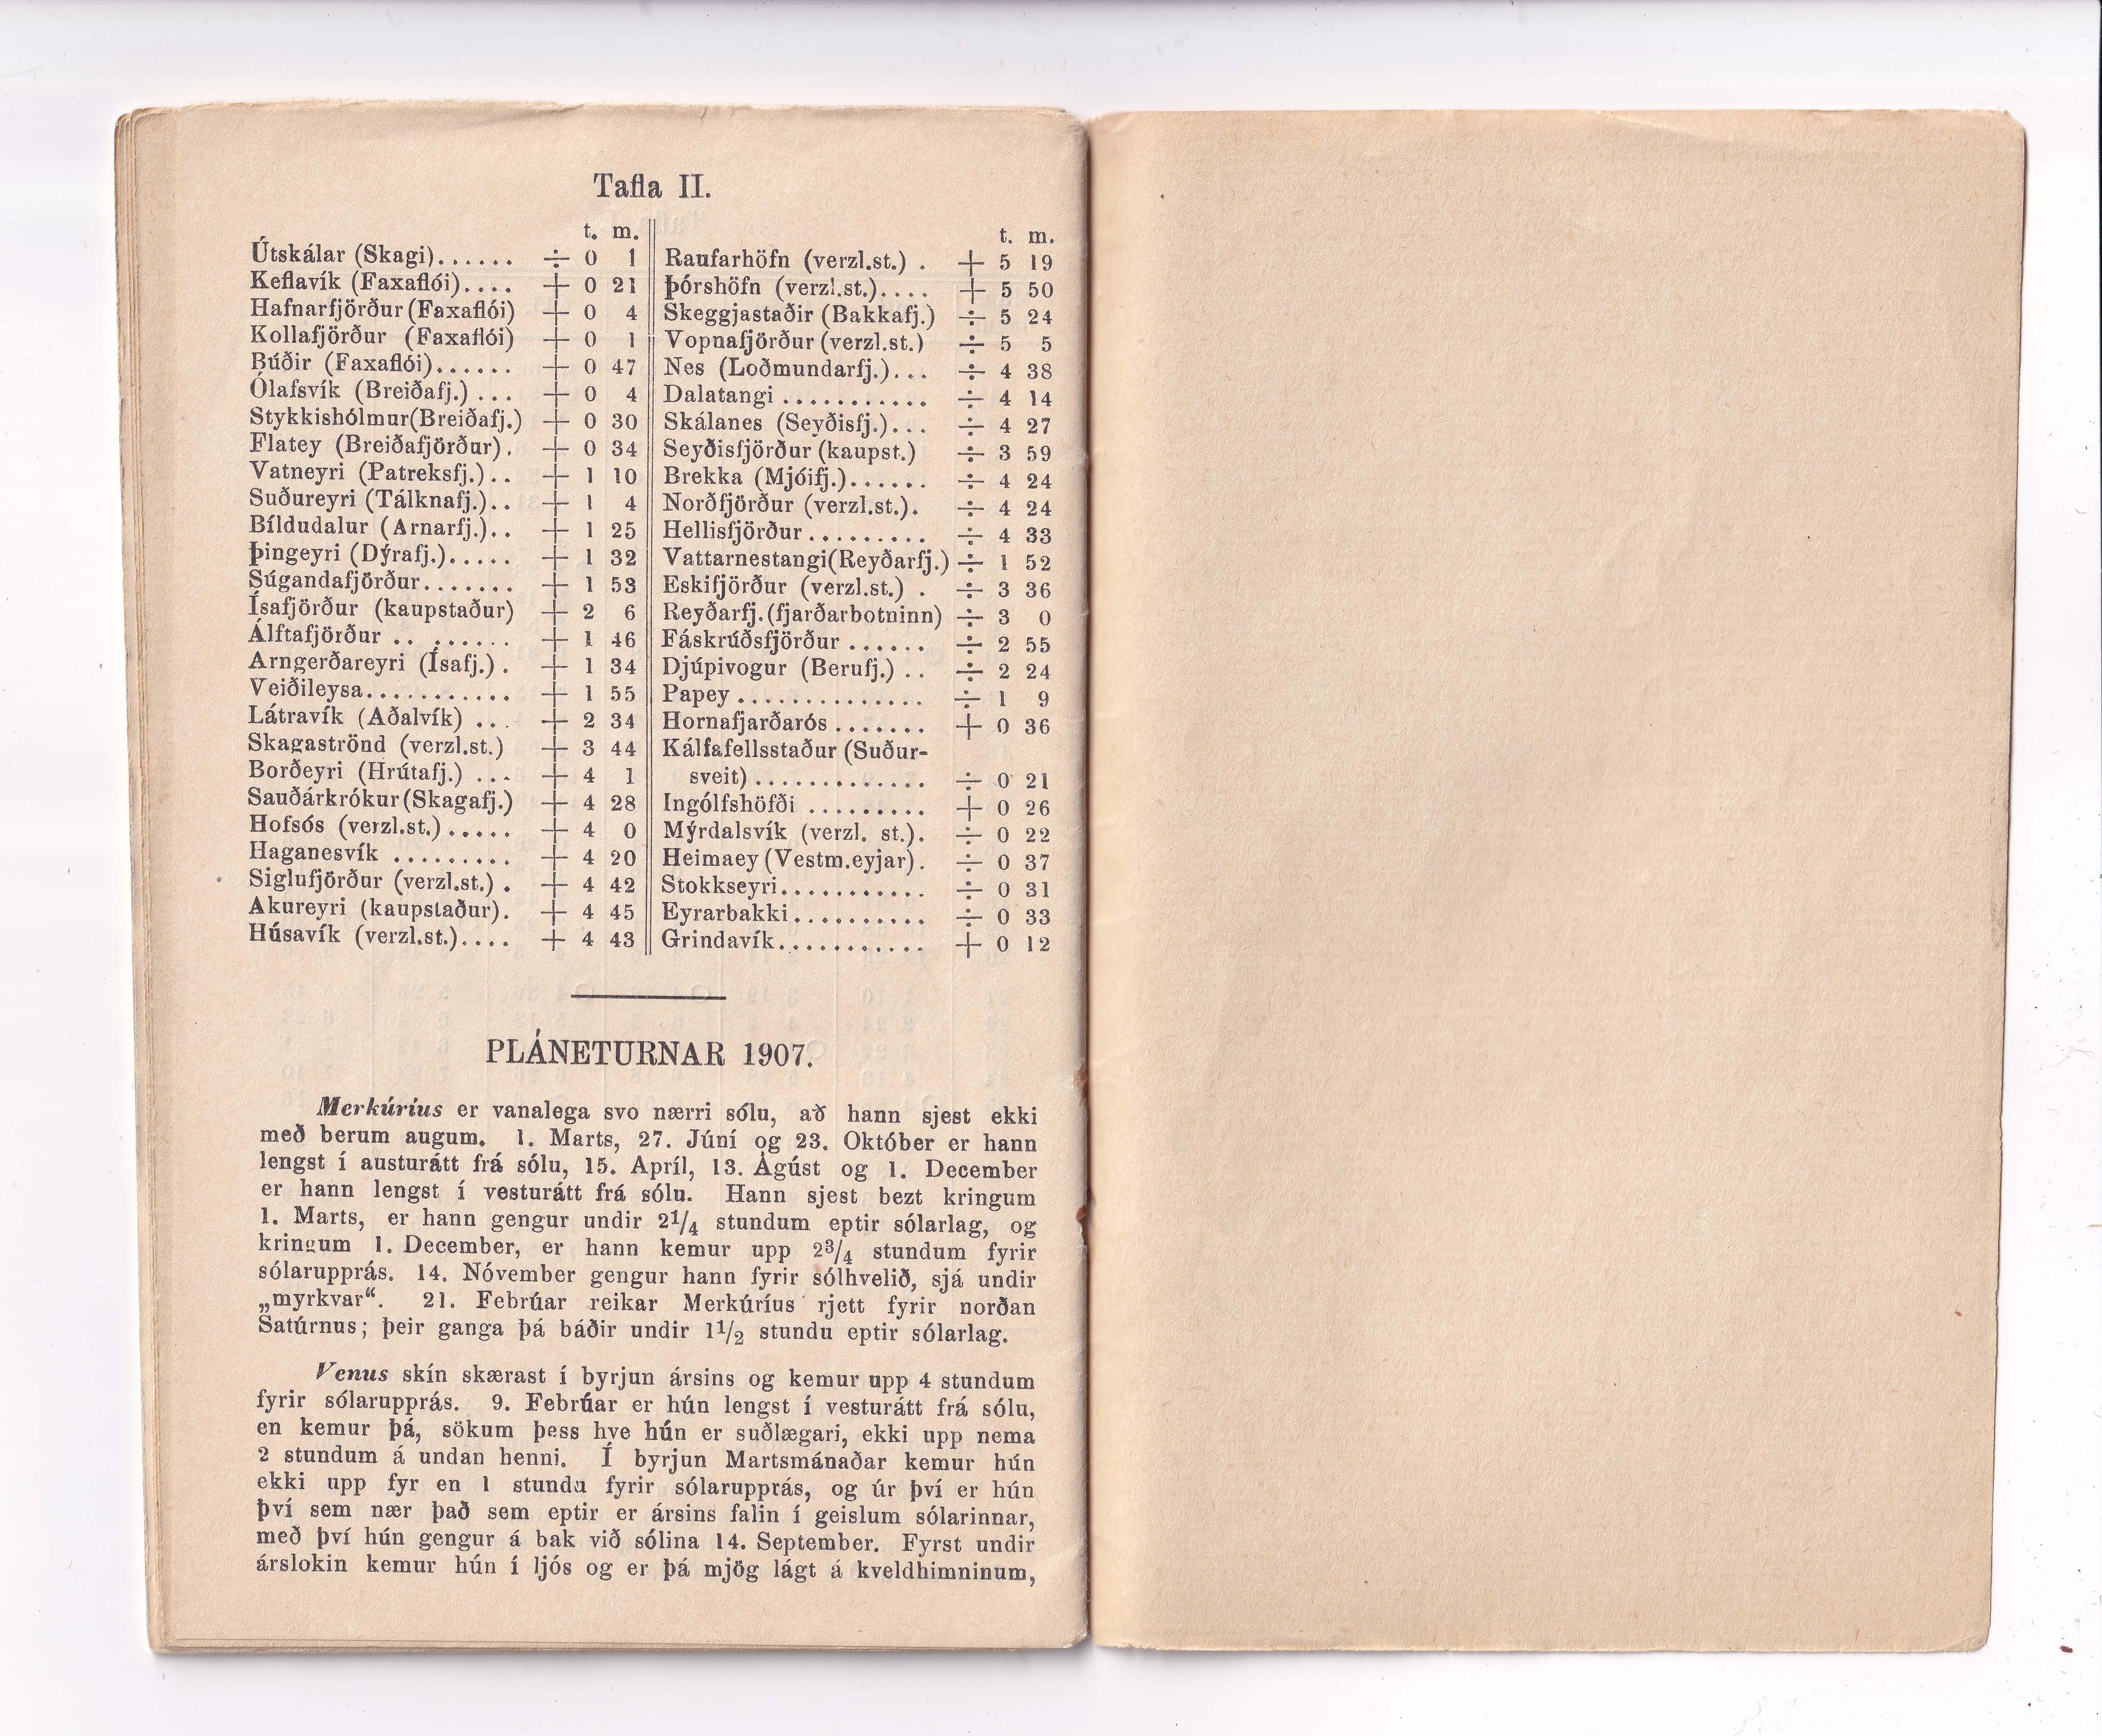 Tafla II.
t. m.
Útskálar (Skagi)...... ÷ 0 1
Keflavík (Faxaflói).... + 0 21
Hafnarfjörður (Faxaflói) + 0 4
Kollafjörður (Faxaflói) + 0 1
Búðir (Faxaflói)...... + 0 47
Ólafsvík (Breiðafj.) ... + 0 4
Stykkishólmur(Breiðafj.) + 0 30
Flatey (Breiðafjörður). + 0 34
Vatneyri (Patreksfj.).. + 1 10
Suðureyri (Tálknafj.).. + 1 4
Bíldudalur (Arnarfj.).. + 1 25
Þingeyri (Dýrafj.)..... + 1 32
Súgandafjörður....... + 1 53
Ísafjörður (kaupstaður) + 2 6
Álftafjörður .. ...... + 1 46
Arngerðareyri (Ísafj.) . + 1 34
Veiðileysa........... + 1 55
Látravík (Aðalvík) ... + 2 34
Skagaströnd (verzl.st.) + 3 44
Borðeyri (Hrútafj.) ... + 4 1
Sauðárkrókur (Skagafj.) + 4 28
Hofsós (verzl.st.) ..... + 4 0
Haganesvík ......... + 4 20
Siglufjörður (verzl.st.) . + 4 42
Akureyri (kaupstaður). + 4 45
Húsavík (verzl.st.).... + 4 43
t. m.
Raufarhöfn (verzl.st.) . + 5 19
Þórshöfn (verzl.st.).... + 5 50
Skeggjastaðir (Bakkafj.) ÷ 5 24
Vopnafjörður (verzl.st.) ÷ 5 5
Nes (Loðmundarfj.)... ÷ 4 38
Dalatangi ........... ÷ 4 14
Skálanes (Seyðisfj.)... ÷ 4 27
Seyðisfjörður (kaupst.) ÷ 3 59
Brekka (Mjóifj.)...... ÷ 4 24
Norðfjörður (verzl.st.). ÷ 4 24
Hellisfjörður ......... ÷ 4 33
Vattarnestangi(Reyðarfj.) ÷ 1 52
Eskifjörður (verzl.st.) . ÷ 3 36
Reyðarfj. (fjarðarbotninn) ÷ 3 0
Fáskrúðsfjörður ...... ÷ 2 55
Djúpivogur (Berufj.) .. ÷ 2 24
Papey .............. ÷ 1 9
Hornafjarðarós ....... + 0 36
Kálfafellsstaður (Suður-
sveit) ............. ÷ 0 21
Ingólfshöfði ......... + 0 26
Mýrdalsvík (verzl. st.). ÷ 0 22
Heimaey (Vestm.eyjar). ÷ 0 37
Stokkseyri........... ÷ 0 31
Eyrarbakki.......... ÷ 0 33
Grindavík........... + 0 12
PLÁNETURNAR 1907.
Merkúríus er vanalega svo nærri sólu, að hann sjest ekki
með berum augum. 1. Marts, 27. Júní og 23. Október er hann
lengst í austurátt frá sólu, 15. Apríl, 13. Ágúst og 1. December
er hann lengst í vesturátt frá sólu. Hann sjest bezt kringum
1. Marts, er hann gengur undir 2¼ stundum eptir sólarlag, og
kringum 1. December, er hann kemur upp 2¾ stundum fyrir
sólarupprás. 14. Nóvember gengur hann fyrir sólhvelið, sjá undir
„myrkvar“. 21. Febrúar reikar Merkúríus rjett fyrir norðan
Satúrnus; þeir ganga þá báðir undir 1½ stundu eptir sólarlag.
Venus skín skærast í byrjun ársins og kemur upp 4 stundum
fyrir sólarupprás. 9. Febrúar er hún lengst í vesturátt frá sólu,
en kemur þá, sökum þess hve hún er suðlægari, ekki upp nema
2 stundum á undan henni. Í byrjun Martsmánaðar kemur hún
ekki upp fyr en 1 stundu fyrir sólarupprás, og úr því er hún
því sem nær það sem eptir er ársins falin í geislum sólarinnar,
með því hún gengur á bak við sólina 14. September. Fyrst undir
árslokin kemur hún í ljós og er þá mjög lágt á kveldhimninum,